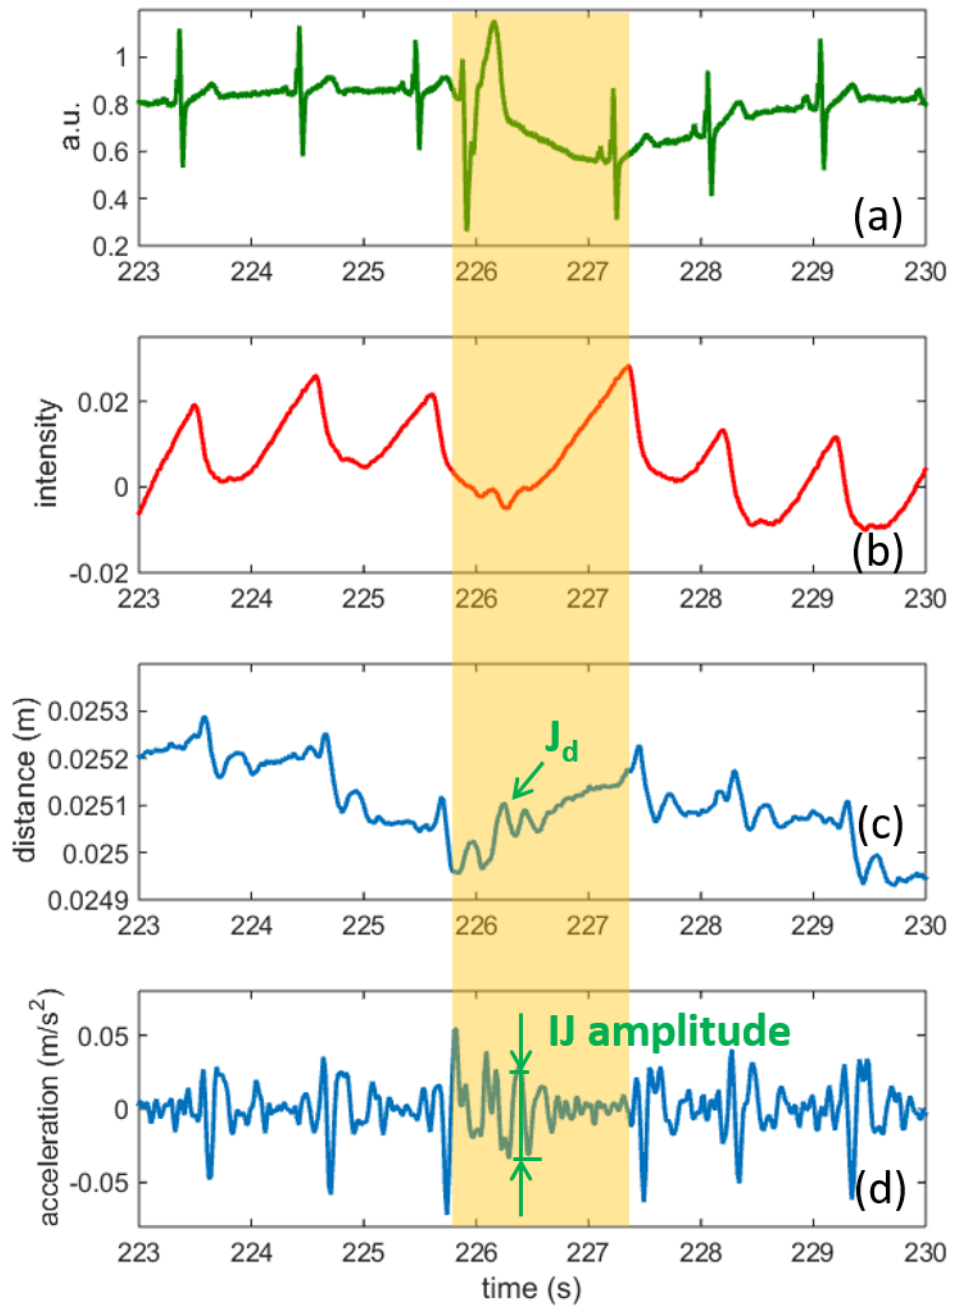 1
0.8
0.6
0.4
0.2
a.u.
(a)
223 224 225 226 227 228 229 230
0.02
0
-0.02
intensity
(b)
223 224 225 226 227 228 229 230
0.0253
0.0252
0.0251
0.025
0.0249
distance (m)
Jd
(c)
223 224 225 226 227 228 229 230
0.05
0
-0.05
acceleration (m/s2)
IJ amplitude
(d)
223 224 225 226 227 228 229 230
time (s)